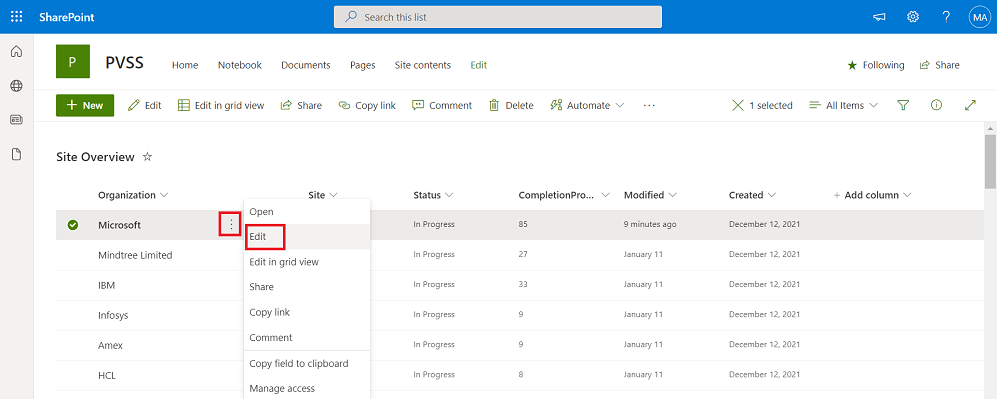 SharePoint Search this list ? MA
P PVSS Home Notebook Documents Pages Site contents Edit Following Share
+ New Edit Edit in grid view Share Copy link Comment Delete Automate ... 1 selected All Items
Site Overview
Organization Site Status CompletionPro... Modified Created + Add column
Microsoft In Progress 85 9 minutes ago December 12, 2021
Open
Edit
Mindtree Limited In Progress 27 January 11 December 12, 2021
Edit in grid view
IBM In Progress 33 January 11 December 12, 2021
Share
Infosys In Progress 9 January 11 December 12, 2021
Copy link
Comment
Amex In Progress 9 January 11 December 12, 2021
Copy field to clipboard
HCL In Progress 8 January 11 December 12, 2021
Manage access